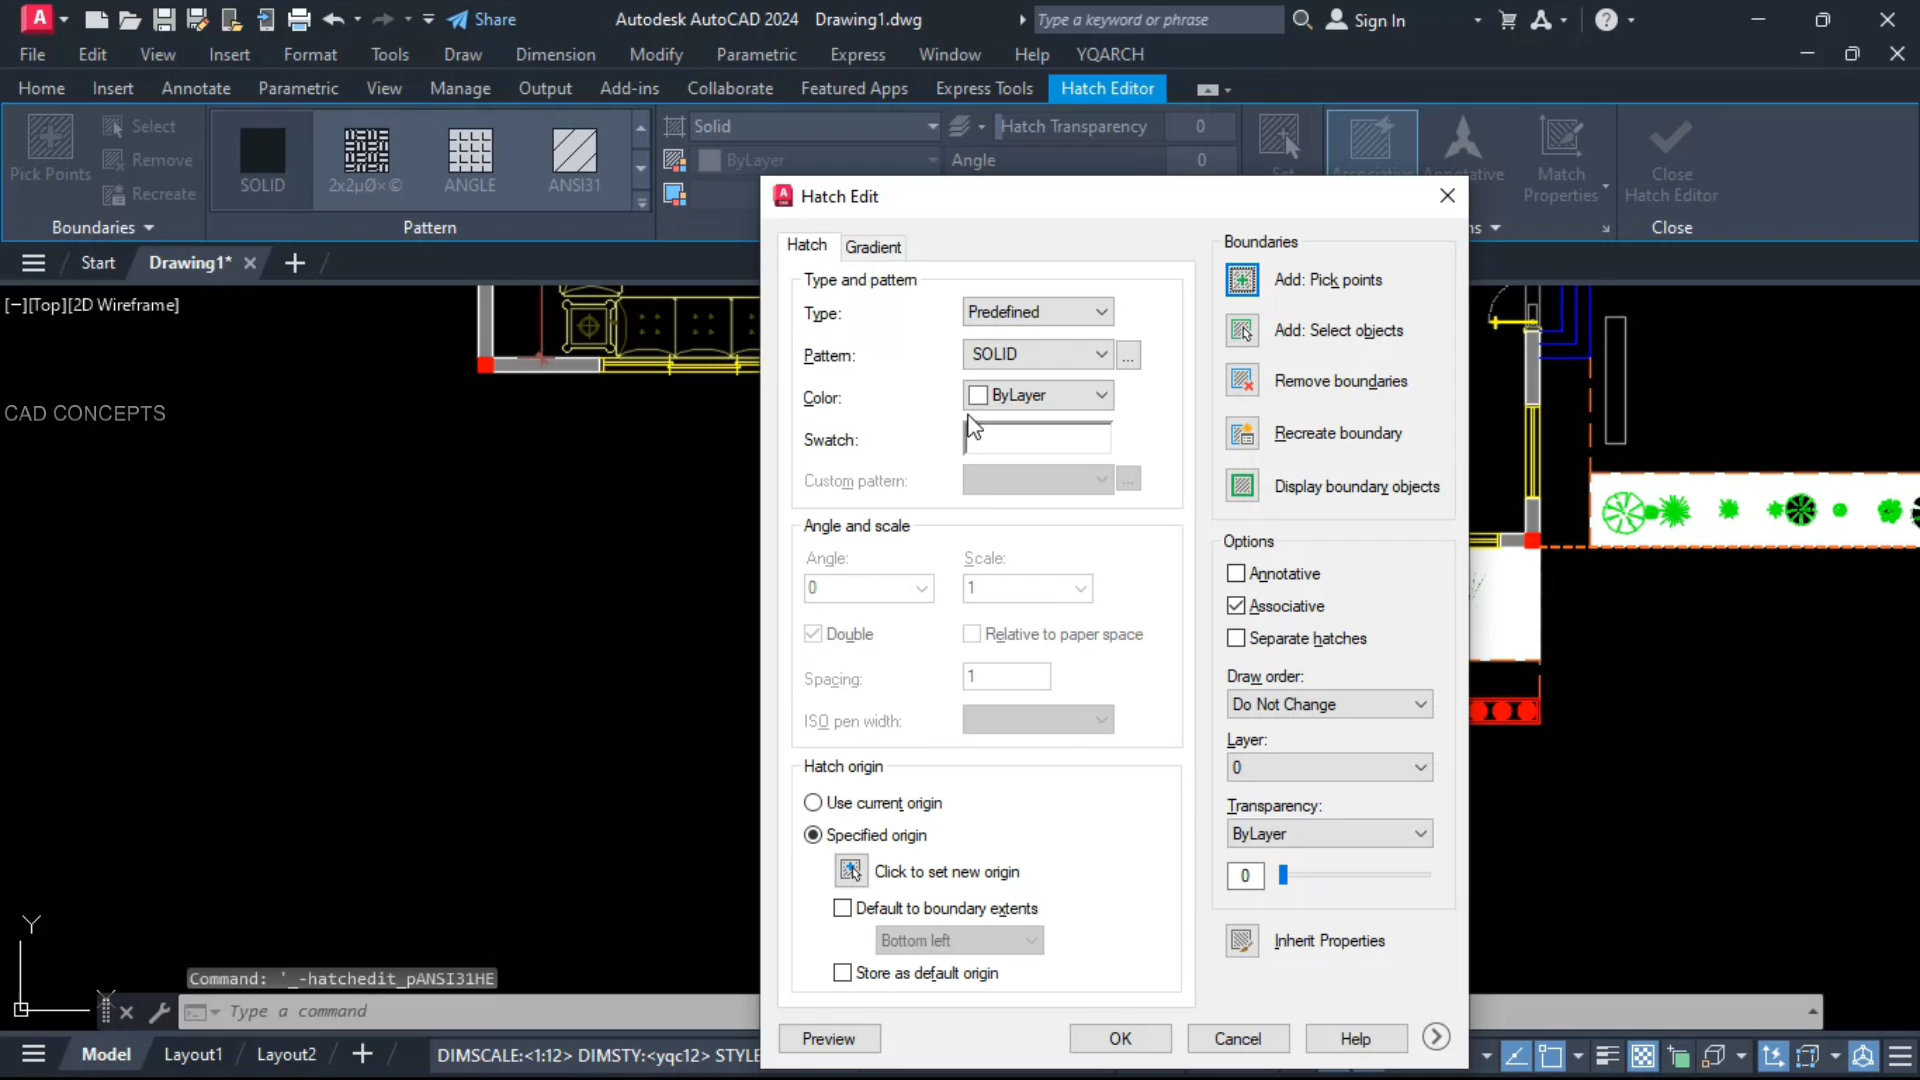 Share
Autodesk AutoCAD 2024 Drawing1.dwg
Type a keyword or phrase
Sign In
File Edit View Insert Format Tools Draw Dimension Modify Parametric Express Window Help YQARCH
Home Insert Annotate Parametric View Manage Output Add-ins Collaborate Featured Apps Express Tools Hatch Editor
Pick Points
Select
Remove
Recreate
Boundaries
SOLID
2x2µØ×©
ANGLE
ANSI31
Pattern
Solid
ByLayer
Hatch Transparency 0
Angle 0
Match
Properties
Close
Hatch Editor
Close
Start Drawing1*
[−][Top][2D Wireframe]
CAD CONCEPTS
Hatch Edit
Hatch Gradient
Type and pattern
Type: Predefined
Pattern: SOLID ...
Color: ByLayer
Swatch:
Custom pattern: ...
Angle and scale
Angle: Scale:
0 1
Double Relative to paper space
Spacing: 1
ISO pen width:
Hatch origin
Use current origin
Specified origin
Click to set new origin
Default to boundary extents
Bottom left
Store as default origin
Boundaries
Add: Pick points
Add: Select objects
Remove boundaries
Recreate boundary
Display boundary objects
Options
Annotative
Associative
Separate hatches
Draw order:
Do Not Change
Layer:
0
Transparency:
ByLayer
0
Inherit Properties
Preview OK Cancel Help
Y
X
Command: '_-hatchedit_pANSI31HE
Type a command
Model Layout1 Layout2
DIMSCALE:<1:12> DIMSTY:<yqc12> STYLE